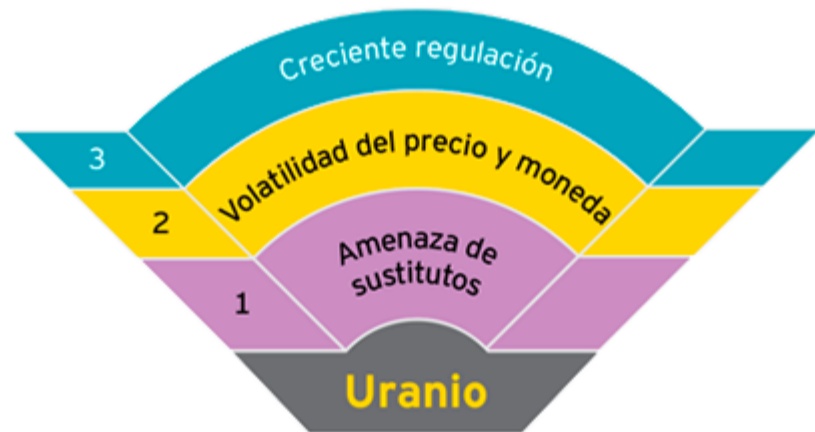 Creciente regulación
3
Volatilidad del precio y moneda
2
Amenaza de
sustitutos
1
Uranio